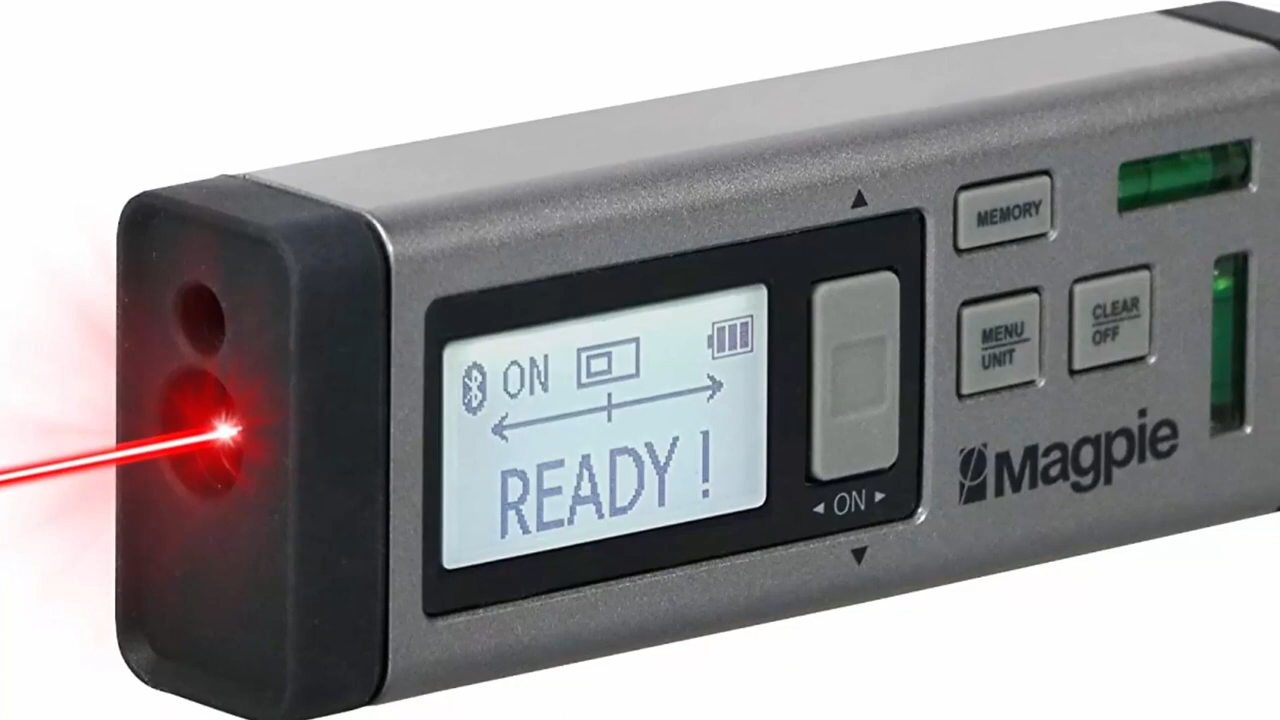 ON
READY !
◄ ON ►
MEMORY
MENU
UNIT
CLEAR
OFF
Magpie